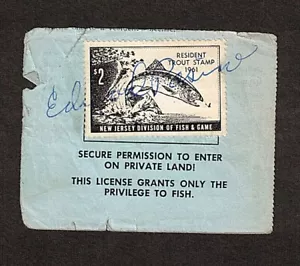 RESIDENT
TROUT STAMP
1961
$2
NEW JERSEY DIVISION OF FISH & GAME
SECURE PERMISSION TO ENTER
ON PRIVATE LAND!
THIS LICENSE GRANTS ONLY THE
PRIVILEGE TO FISH.